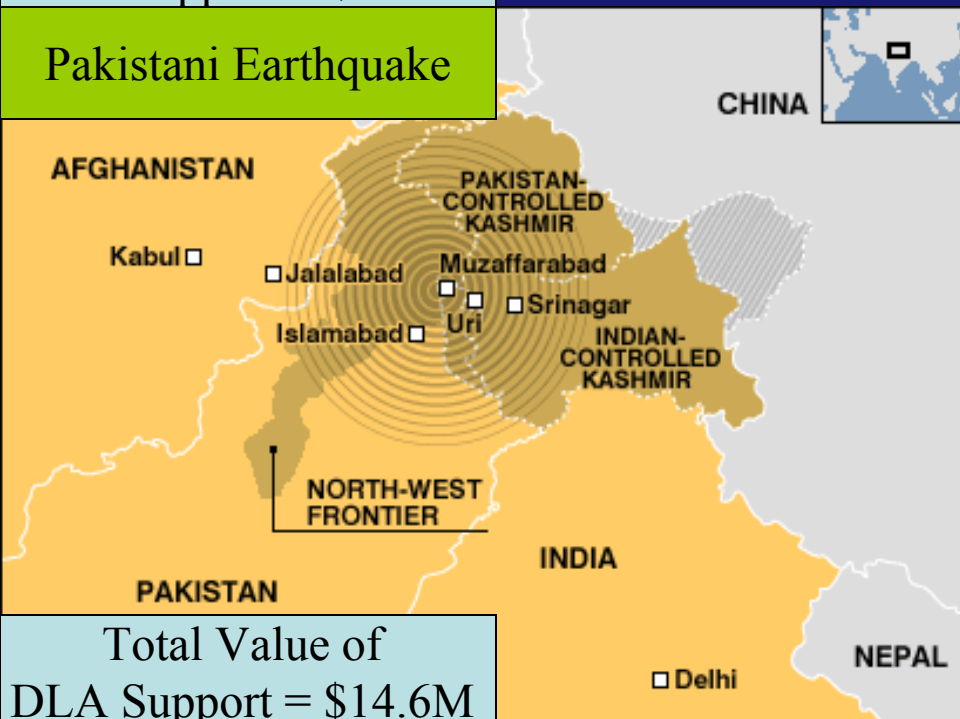 Pakistani Earthquake
CHINA
AFGHANISTAN
PAKISTAN-
CONTROLLED
KASHMIR
Kabul
Jalalabad
Muzaffarabad
Srinagar
Uri
Islamabad
INDIAN-
CONTROLLED
KASHMIR
NORTH-WEST
FRONTIER
INDIA
PAKISTAN
Total Value of
DLA Support = $14.6M
NEPAL
Delhi